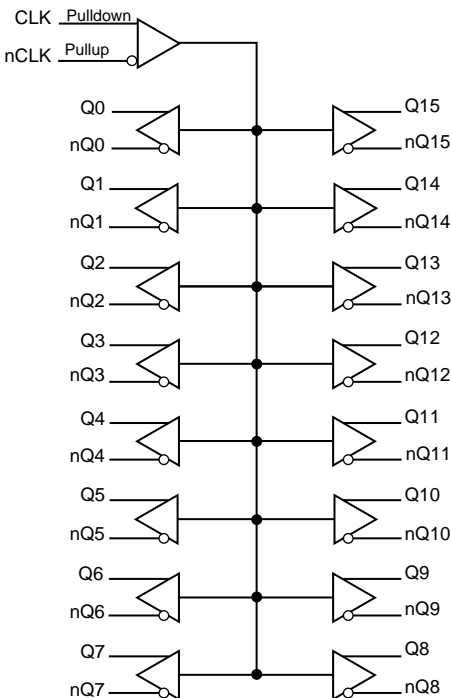 CLK Pulldown
nCLK Pullup
Q0 Q15
nQ0 nQ15
Q1 Q14
nQ1 nQ14
Q2 Q13
nQ2 nQ13
Q3 Q12
nQ3 nQ12
Q4 Q11
nQ4 nQ11
Q5 Q10
nQ5 nQ10
Q6 Q9
nQ6 nQ9
Q7 Q8
nQ7 nQ8